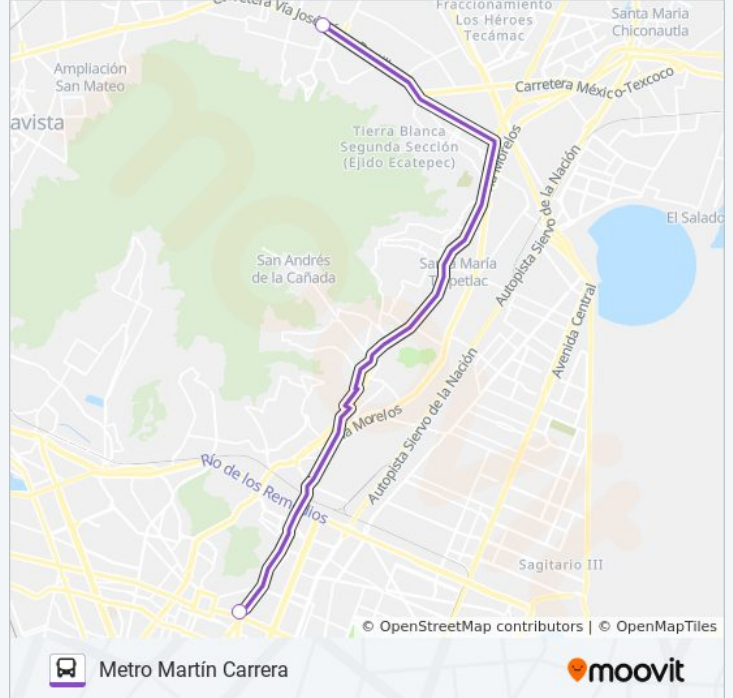 Fraccionamiento
Los Héroes
Tecámac
Santa Maria
Chiconautla
Carretera Vía José
Ampliación
San Mateo
Carretera México-Texcoco
avista
Tierra Blanca
Segunda Sección
(Ejido Ecatepec)
Morelos
Autopista Siervo de la Nación
El Salado
San Andrés
de la Cañada
Santa María
Tulpetlac
Avenida Central
Autopista Siervo de la Nación
a Morelos
Río de los Remedios
Sagitario III
© OpenStreetMap contributors | © OpenMapTiles
Metro Martín Carrera
moovit